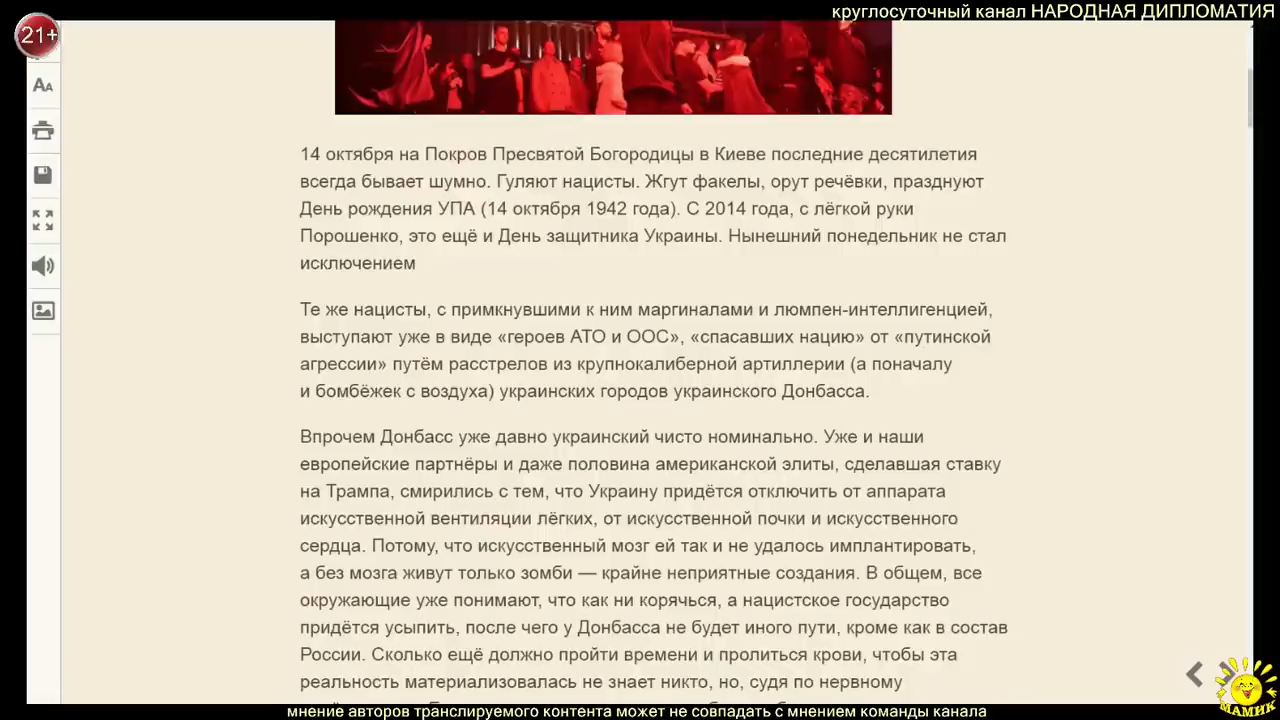 круглосуточный канал НАРОДНАЯ ДИПЛОМАТИЯ
21+
AA
14 октября на Покров Пресвятой Богородицы в Киеве последние десятилетия
всегда бывает шумно. Гуляют нацисты. Жгут факелы, орут речёвки, празднуют
День рождения УПА (14 октября 1942 года). С 2014 года, с лёгкой руки
Порошенко, это ещё и День защитника Украины. Нынешний понедельник не стал
исключением
Те же нацисты, с примкнувшими к ним маргиналами и люмпен-интеллигенцией,
выступают уже в виде «героев АТО и ООС», «спасавших нацию» от «путинской
агрессии» путём расстрелов из крупнокалиберной артиллерии (а поначалу
и бомбёжек с воздуха) украинских городов украинского Донбасса.
Впрочем Донбасс уже давно украинский чисто номинально. Уже и наши
европейские партнёры и даже половина американской элиты, сделавшая ставку
на Трампа, смирились с тем, что Украину придётся отключить от аппарата
искусственной вентиляции лёгких, от искусственной почки и искусственного
сердца. Потому, что искусственный мозг ей так и не удалось имплантировать,
а без мозга живут только зомби — крайне неприятные создания. В общем, все
окружающие уже понимают, что как ни корячься, а нацистское государство
придётся усыпить, после чего у Донбасса не будет иного пути, кроме как в состав
России. Сколько ещё должно пройти времени и пролиться крови, чтобы эта
реальность материализовалась не знает никто, но, судя по нервному
МАМИК
мнение авторов транслируемого онтента может не совпадать с мнением команды канала